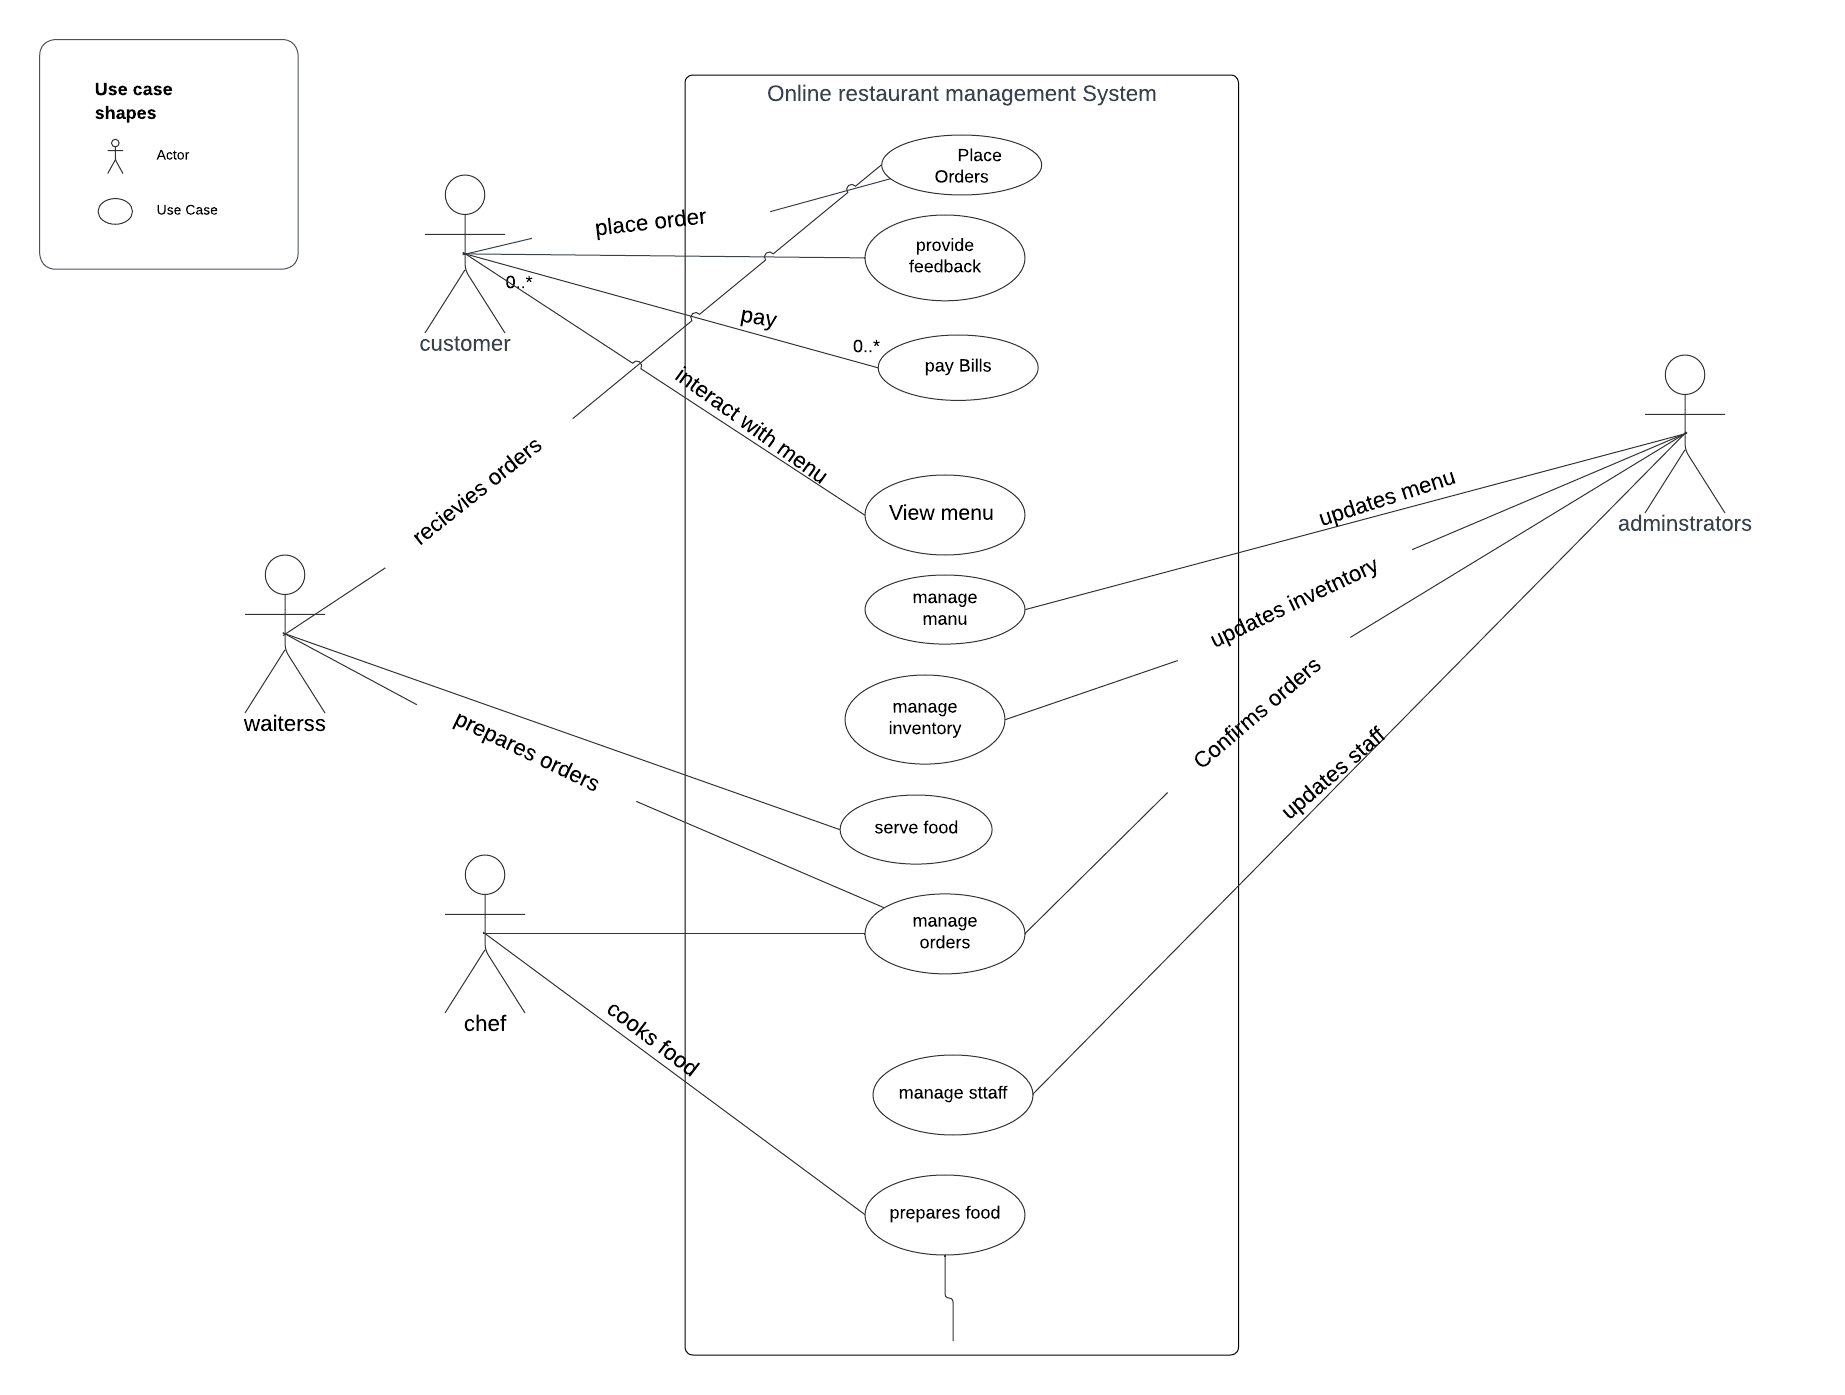 Use case
shapes
Actor
Use Case
Online restaurant management System
Place
Orders
place order
provide
feedback
0..*
customer
pay
0..*
pay Bills
interact with menu
recievies orders
View menu
updates menu
adminstrators
manage
manu
updates invetntory
waiterss
manage
inventory
Confirms orders
prepares orders
updates staff
serve food
manage
orders
chef
cooks food
manage sttaff
prepares food